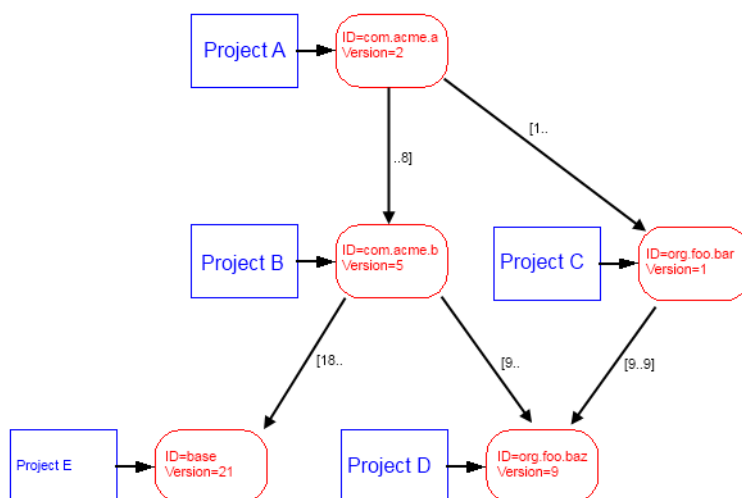 Project A
ID=com.acme.a
Version=2
[1..
..8]
Project B
ID=com.acme.b
Version=5
Project C
ID=org.foo.bar
Version=1
[18..
[9..
[9..9]
Project E
ID=base
Version=21
Project D
ID=org.foo.baz
Version=9